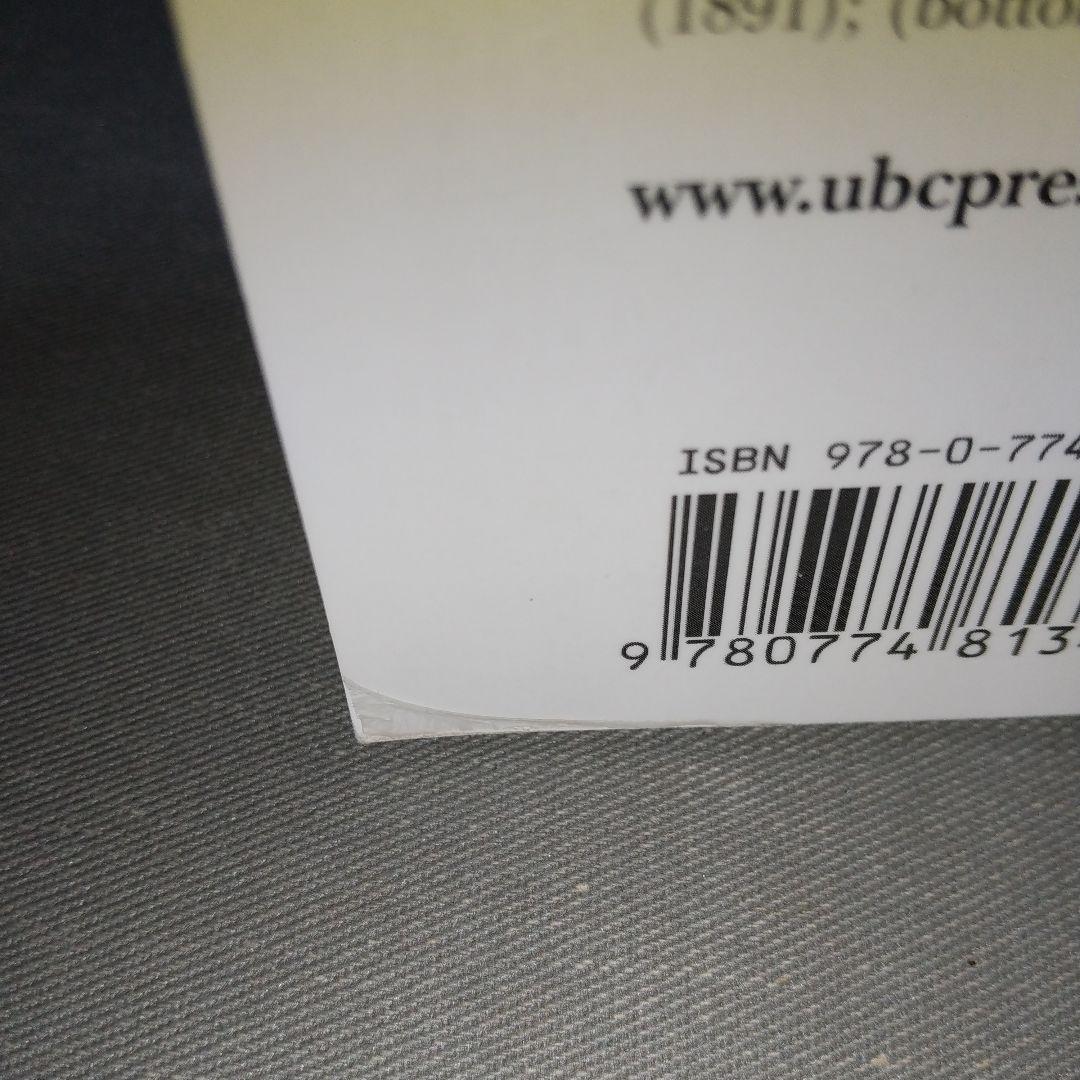 (1891); (botto
www.ubcpres
ISBN 978-0-774
9 780774 813